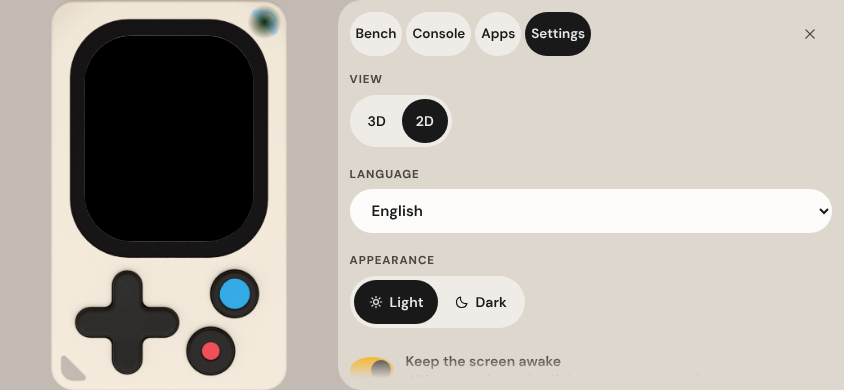 Bench Console Apps Settings
VIEW
3D 2D
LANGUAGE
English
APPEARANCE
Light Dark
Keep the screen awake